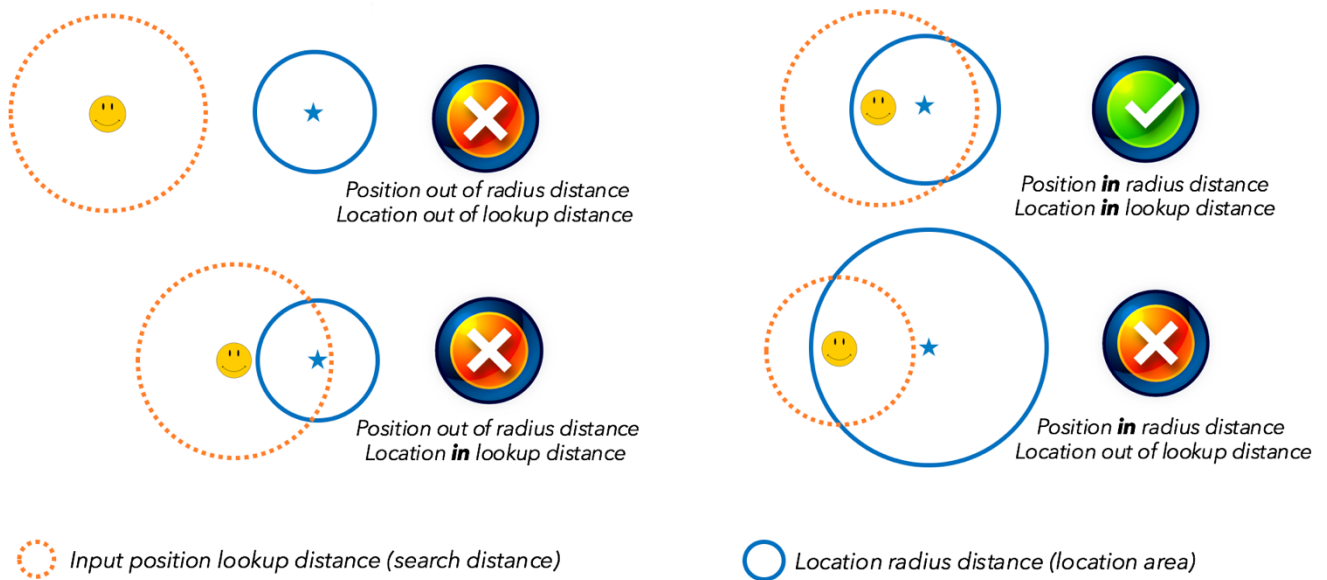 Position out of radius distance
Location out of lookup distance
Position in radius distance
Location in lookup distance
Position out of radius distance
Location in lookup distance
Position in radius distance
Location out of lookup distance
Input position lookup distance (search distance)
Location radius distance (location area)